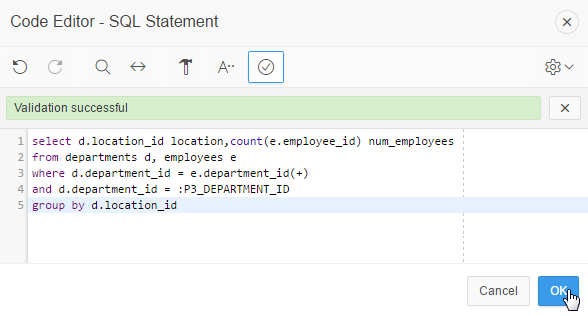 Code Editor - SQL Statement
A
Validation successful
1 select d.location_id location,count(e.employee_id) num_employees
2 from departments d, employees e
3 where d.department_id = e.department_id(+)
4 and d.department_id = :P3_DEPARTMENT_ID
5 group by d.location_id
Cancel OK